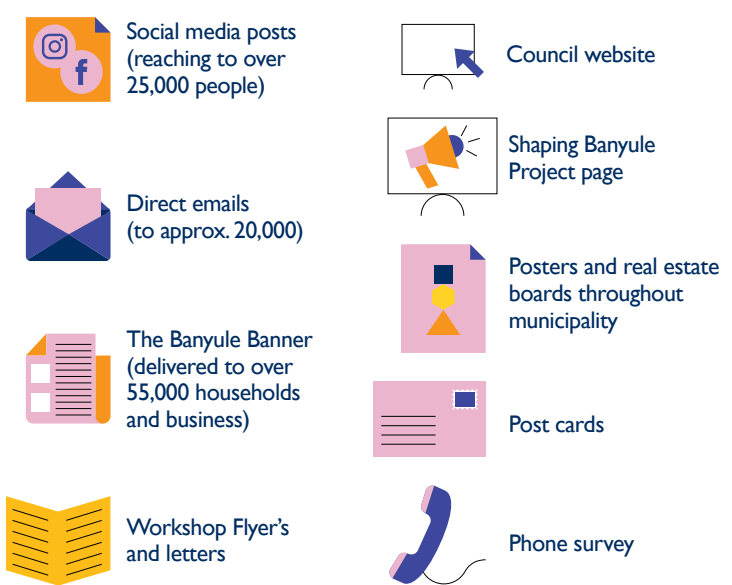 Social media posts
(reaching to over
25,000 people)
Direct emails
(to approx. 20,000)
The Banyule Banner
(delivered to over
55,000 households
and business)
Workshop Flyer's
and letters
Council website
Shaping Banyule
Project page
Posters and real estate
boards throughout
municipality
Post cards
Phone survey